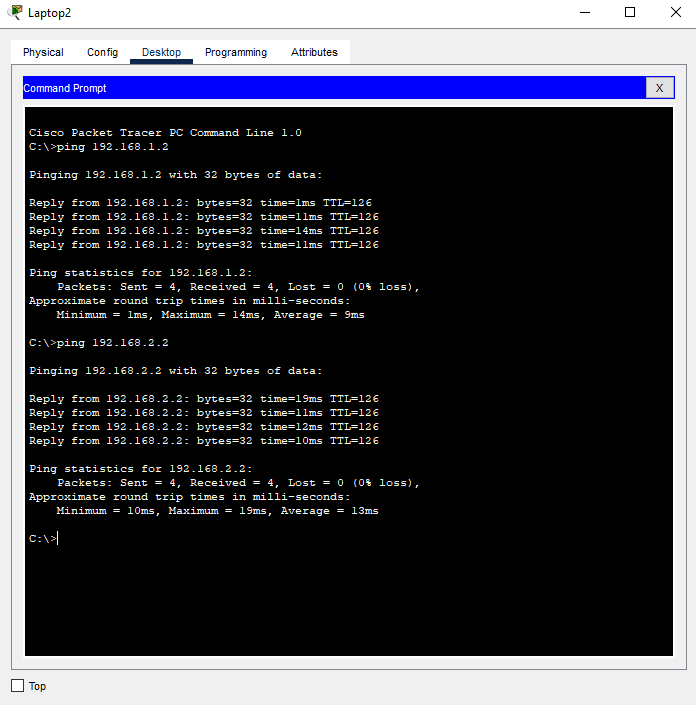 Laptop2
Physical Config Desktop Programming Attributes
Command Prompt X
Cisco Packet Tracer PC Command Line 1.0
C:\>ping 192.168.1.2
Pinging 192.168.1.2 with 32 bytes of data:
Reply from 192.168.1.2: bytes=32 time=1ms TTL=126
Reply from 192.168.1.2: bytes=32 time=11ms TTL=126
Reply from 192.168.1.2: bytes=32 time=14ms TTL=126
Reply from 192.168.1.2: bytes=32 time=11ms TTL=126
Ping statistics for 192.168.1.2:
    Packets: Sent = 4, Received = 4, Lost = 0 (0% loss),
Approximate round trip times in milli-seconds:
    Minimum = 1ms, Maximum = 14ms, Average = 9ms
C:\>ping 192.168.2.2
Pinging 192.168.2.2 with 32 bytes of data:
Reply from 192.168.2.2: bytes=32 time=19ms TTL=126
Reply from 192.168.2.2: bytes=32 time=11ms TTL=126
Reply from 192.168.2.2: bytes=32 time=12ms TTL=126
Reply from 192.168.2.2: bytes=32 time=10ms TTL=126
Ping statistics for 192.168.2.2:
    Packets: Sent = 4, Received = 4, Lost = 0 (0% loss),
Approximate round trip times in milli-seconds:
    Minimum = 10ms, Maximum = 19ms, Average = 13ms
C:\>
Top